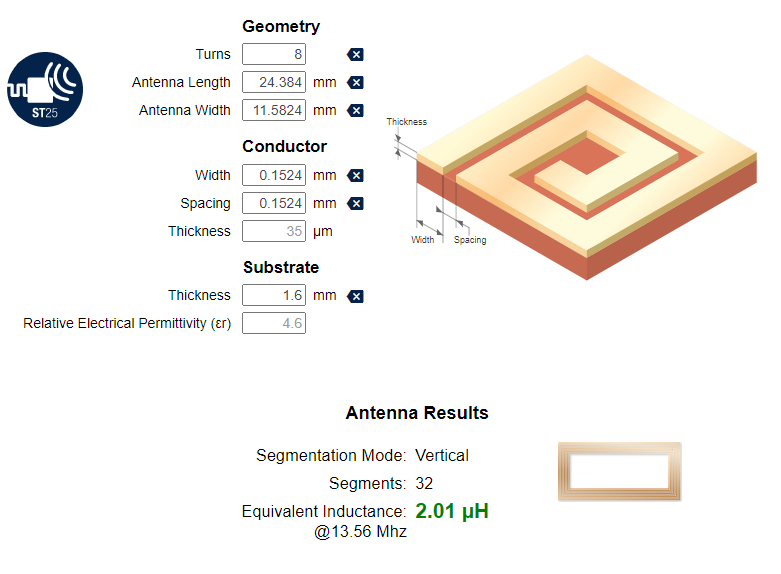 Geometry
Turns 8
Antenna Length 24.384 mm
Antenna Width 11.5824 mm
ST25
Conductor
Width 0.1524 mm
Spacing 0.1524 mm
Thickness 35 μm
Substrate
Thickness 1.6 mm
Relative Electrical Permittivity (εr) 4.6
Thickness
Width Spacing
Antenna Results
Segmentation Mode: Vertical
Segments: 32
Equivalent Inductance: 2.01 μH
@13.56 Mhz